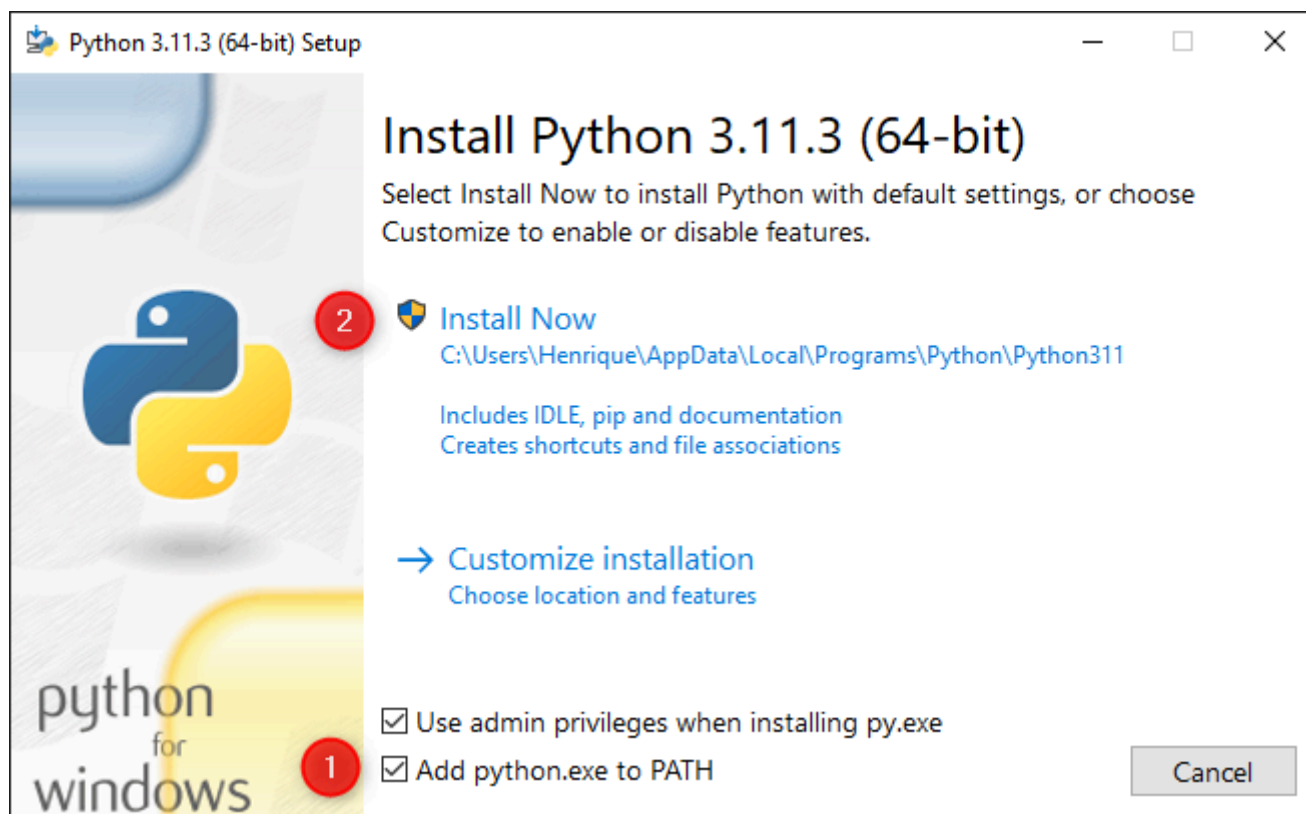 Python 3.11.3 (64-bit) Setup
Install Python 3.11.3 (64-bit)
Select Install Now to install Python with default settings, or choose
Customize to enable or disable features.
2
Install Now
C:\Users\Henrique\AppData\Local\Programs\Python\Python311
Includes IDLE, pip and documentation
Creates shortcuts and file associations
Customize installation
Choose location and features
python
for
windows
Use admin privileges when installing py.exe
1
Add python.exe to PATH
Cancel